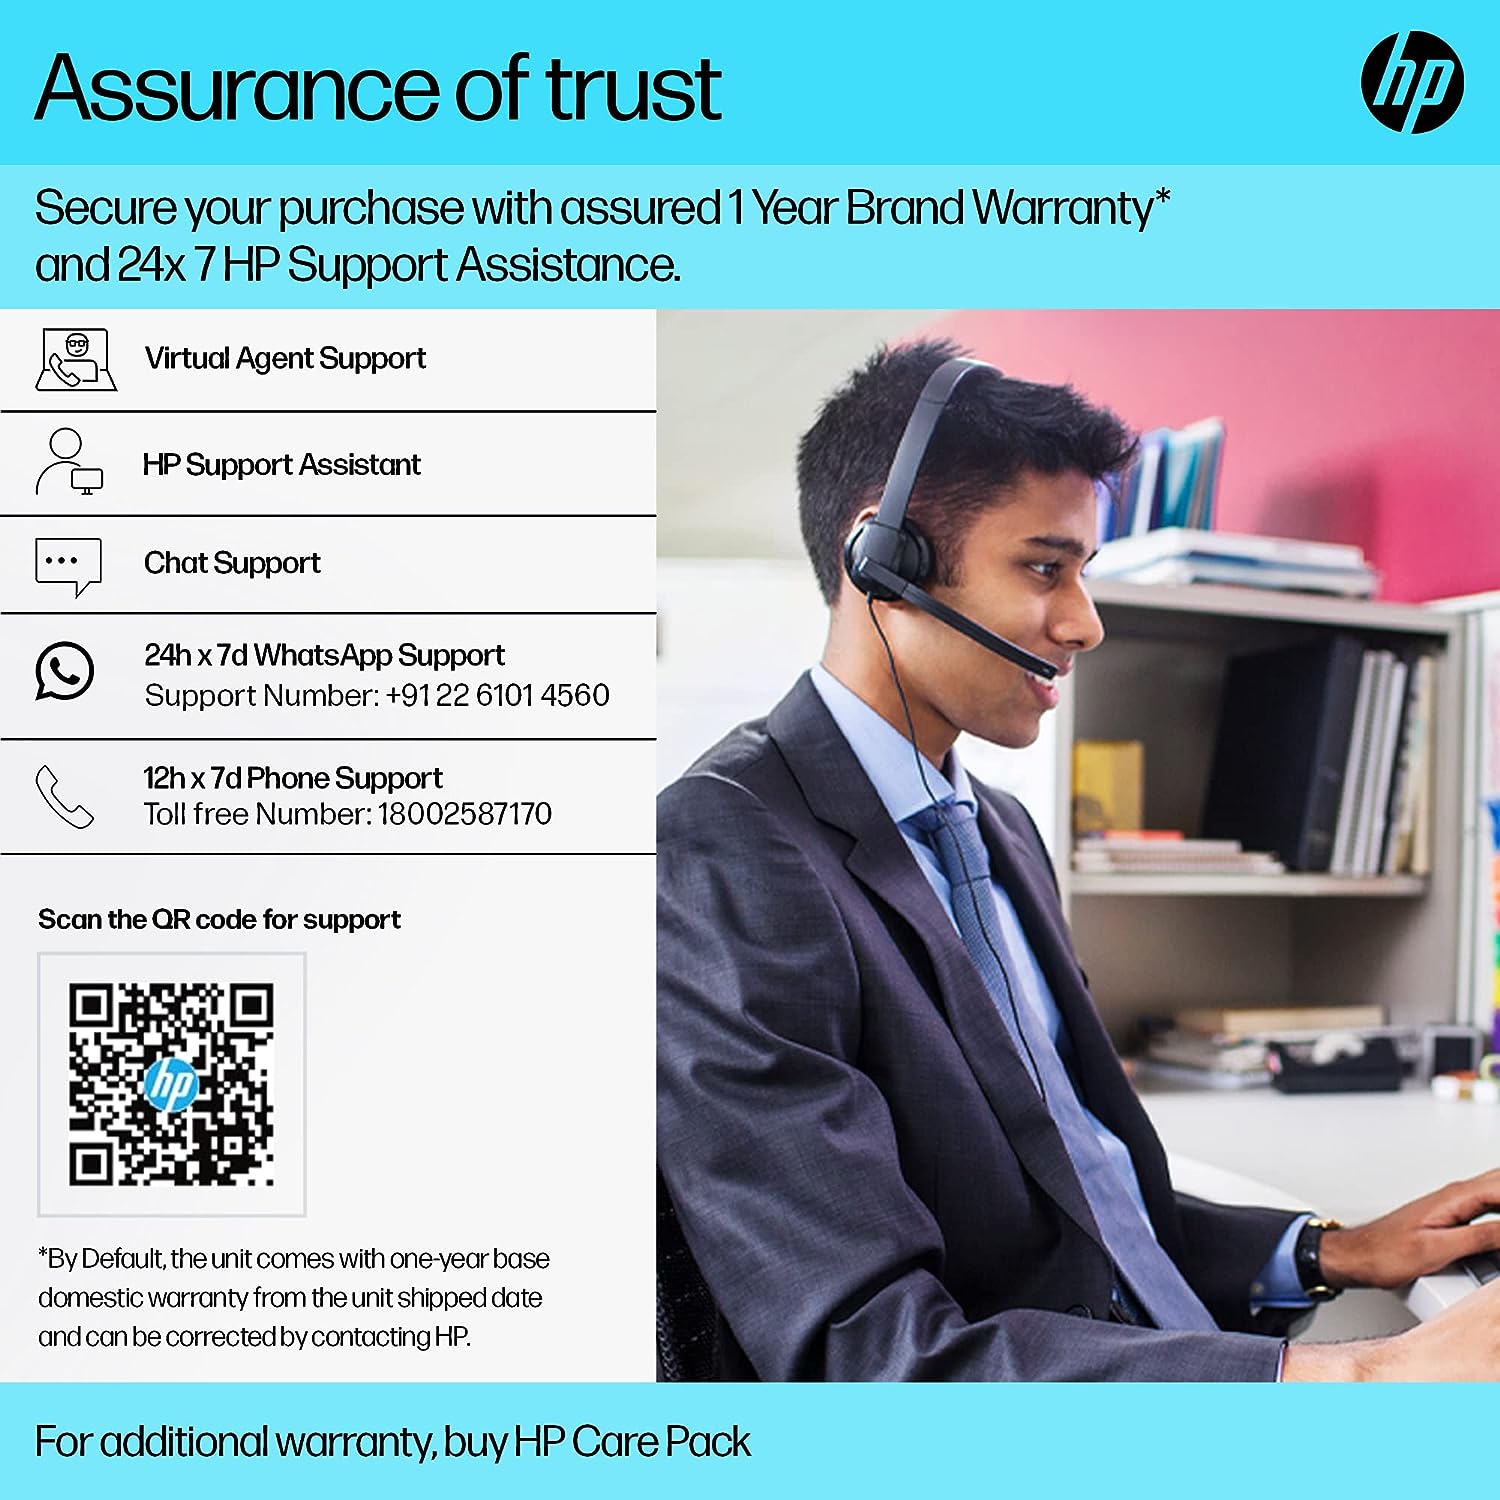 Assurance of trust
hp
Secure your purchase with assured 1 Year Brand Warranty*
and 24x 7 HP Support Assistance.
Virtual Agent Support
HP Support Assistant
Chat Support
24h x 7d WhatsApp Support
Support Number: +91 22 6101 4560
12h x 7d Phone Support
Toll free Number: 18002587170
Scan the QR code for support
hp
*By Default, the unit comes with one-year base
domestic warranty from the unit shipped date
and can be corrected by contacting HP.
For additional warranty, buy HP Care Pack